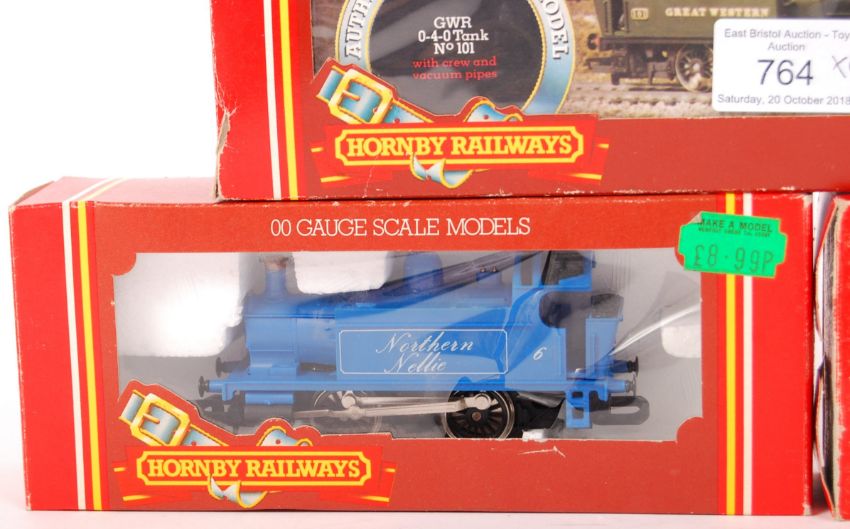 AUTH
MODEL
GWR
0-4-0 Tank
No 101
with crew and
vacuum pipes
GREAT WESTERN
East Bristol Auction - Toy
Auction
764
Saturday, 20 October 2018
HORNBY RAILWAYS
00 GAUGE SCALE MODELS
MAKE A MODEL
£8.99P
Northern
Nellie
6
HORNBY RAILWAYS